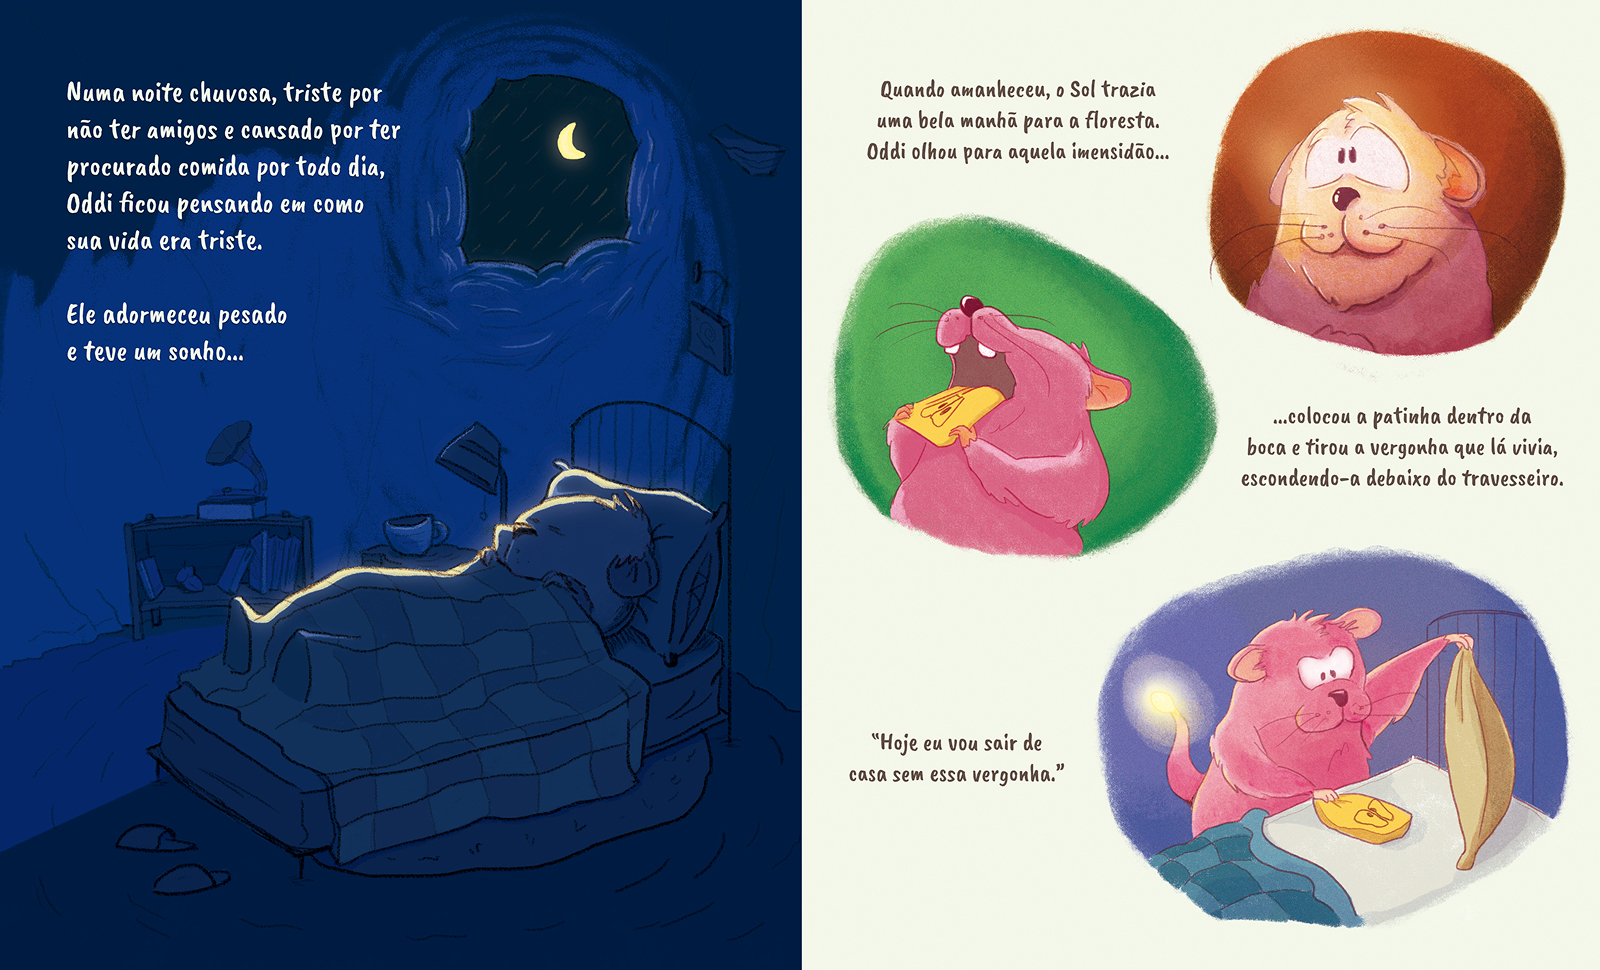 Numa noite chuvosa, triste por
não ter amigos e cansado por ter
procurado comida por todo dia,
Oddi ficou pensando em como
sua vida era triste.
Ele adormeceu pesado
e teve um sonho...
Quando amanheceu, o Sol trazia
uma bela manhã para a floresta.
Oddi olhou para aquela imensidão...
...colocou a patinha dentro da
boca e tirou a vergonha que lá vivia,
escondendo-a debaixo do travesseiro.
"Hoje eu vou sair de
casa sem essa vergonha."